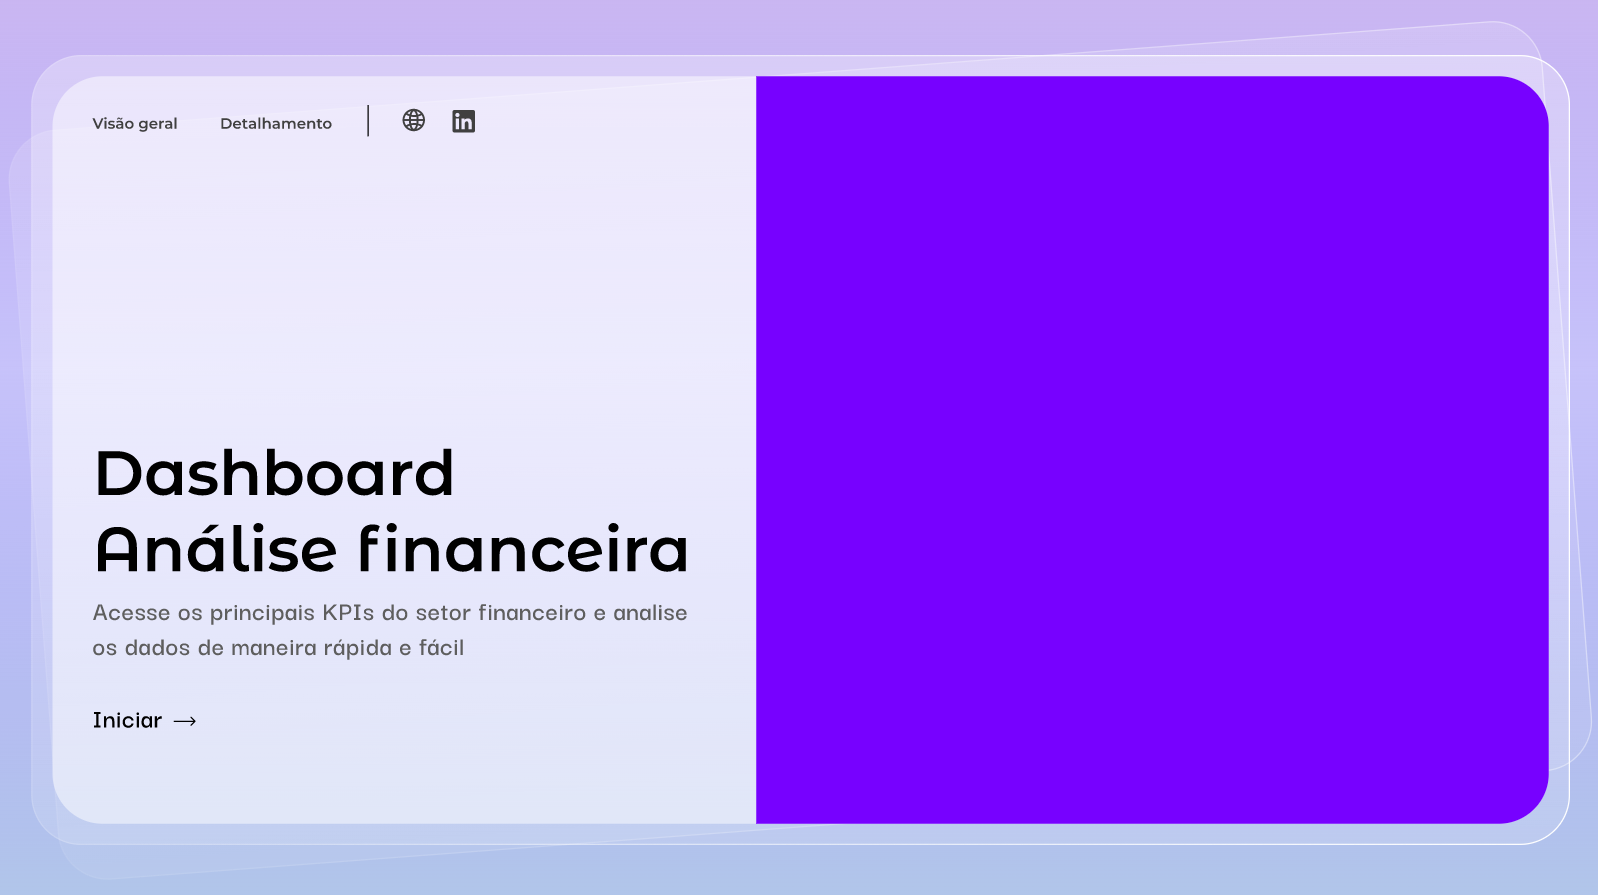 Visão geral Detalhamento in
Dashboard
Análise financeira
Acesse os principais KPIs do setor financeiro e analise
os dados de maneira rápida e fácil
Iniciar →